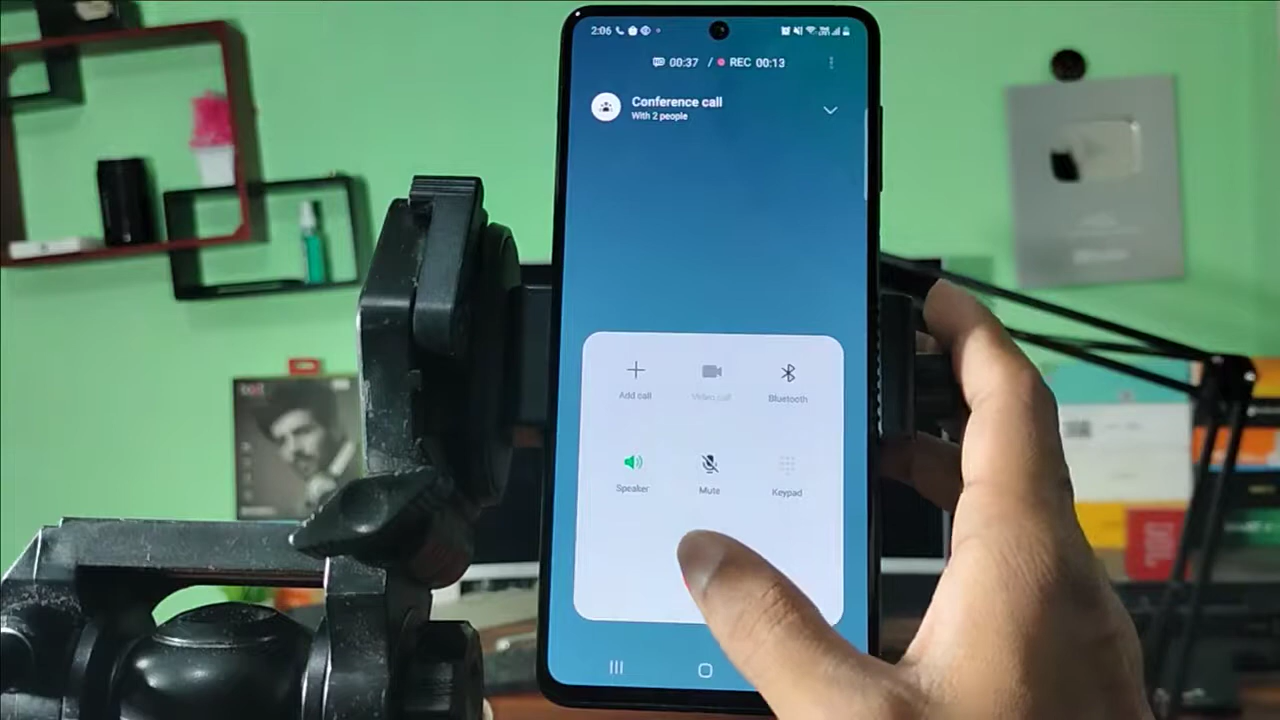 2:06
00:37 / REC 00:13
Conference call
With 2 people
Add call
Video call
Bluetooth
Speaker
Mute
Keypad